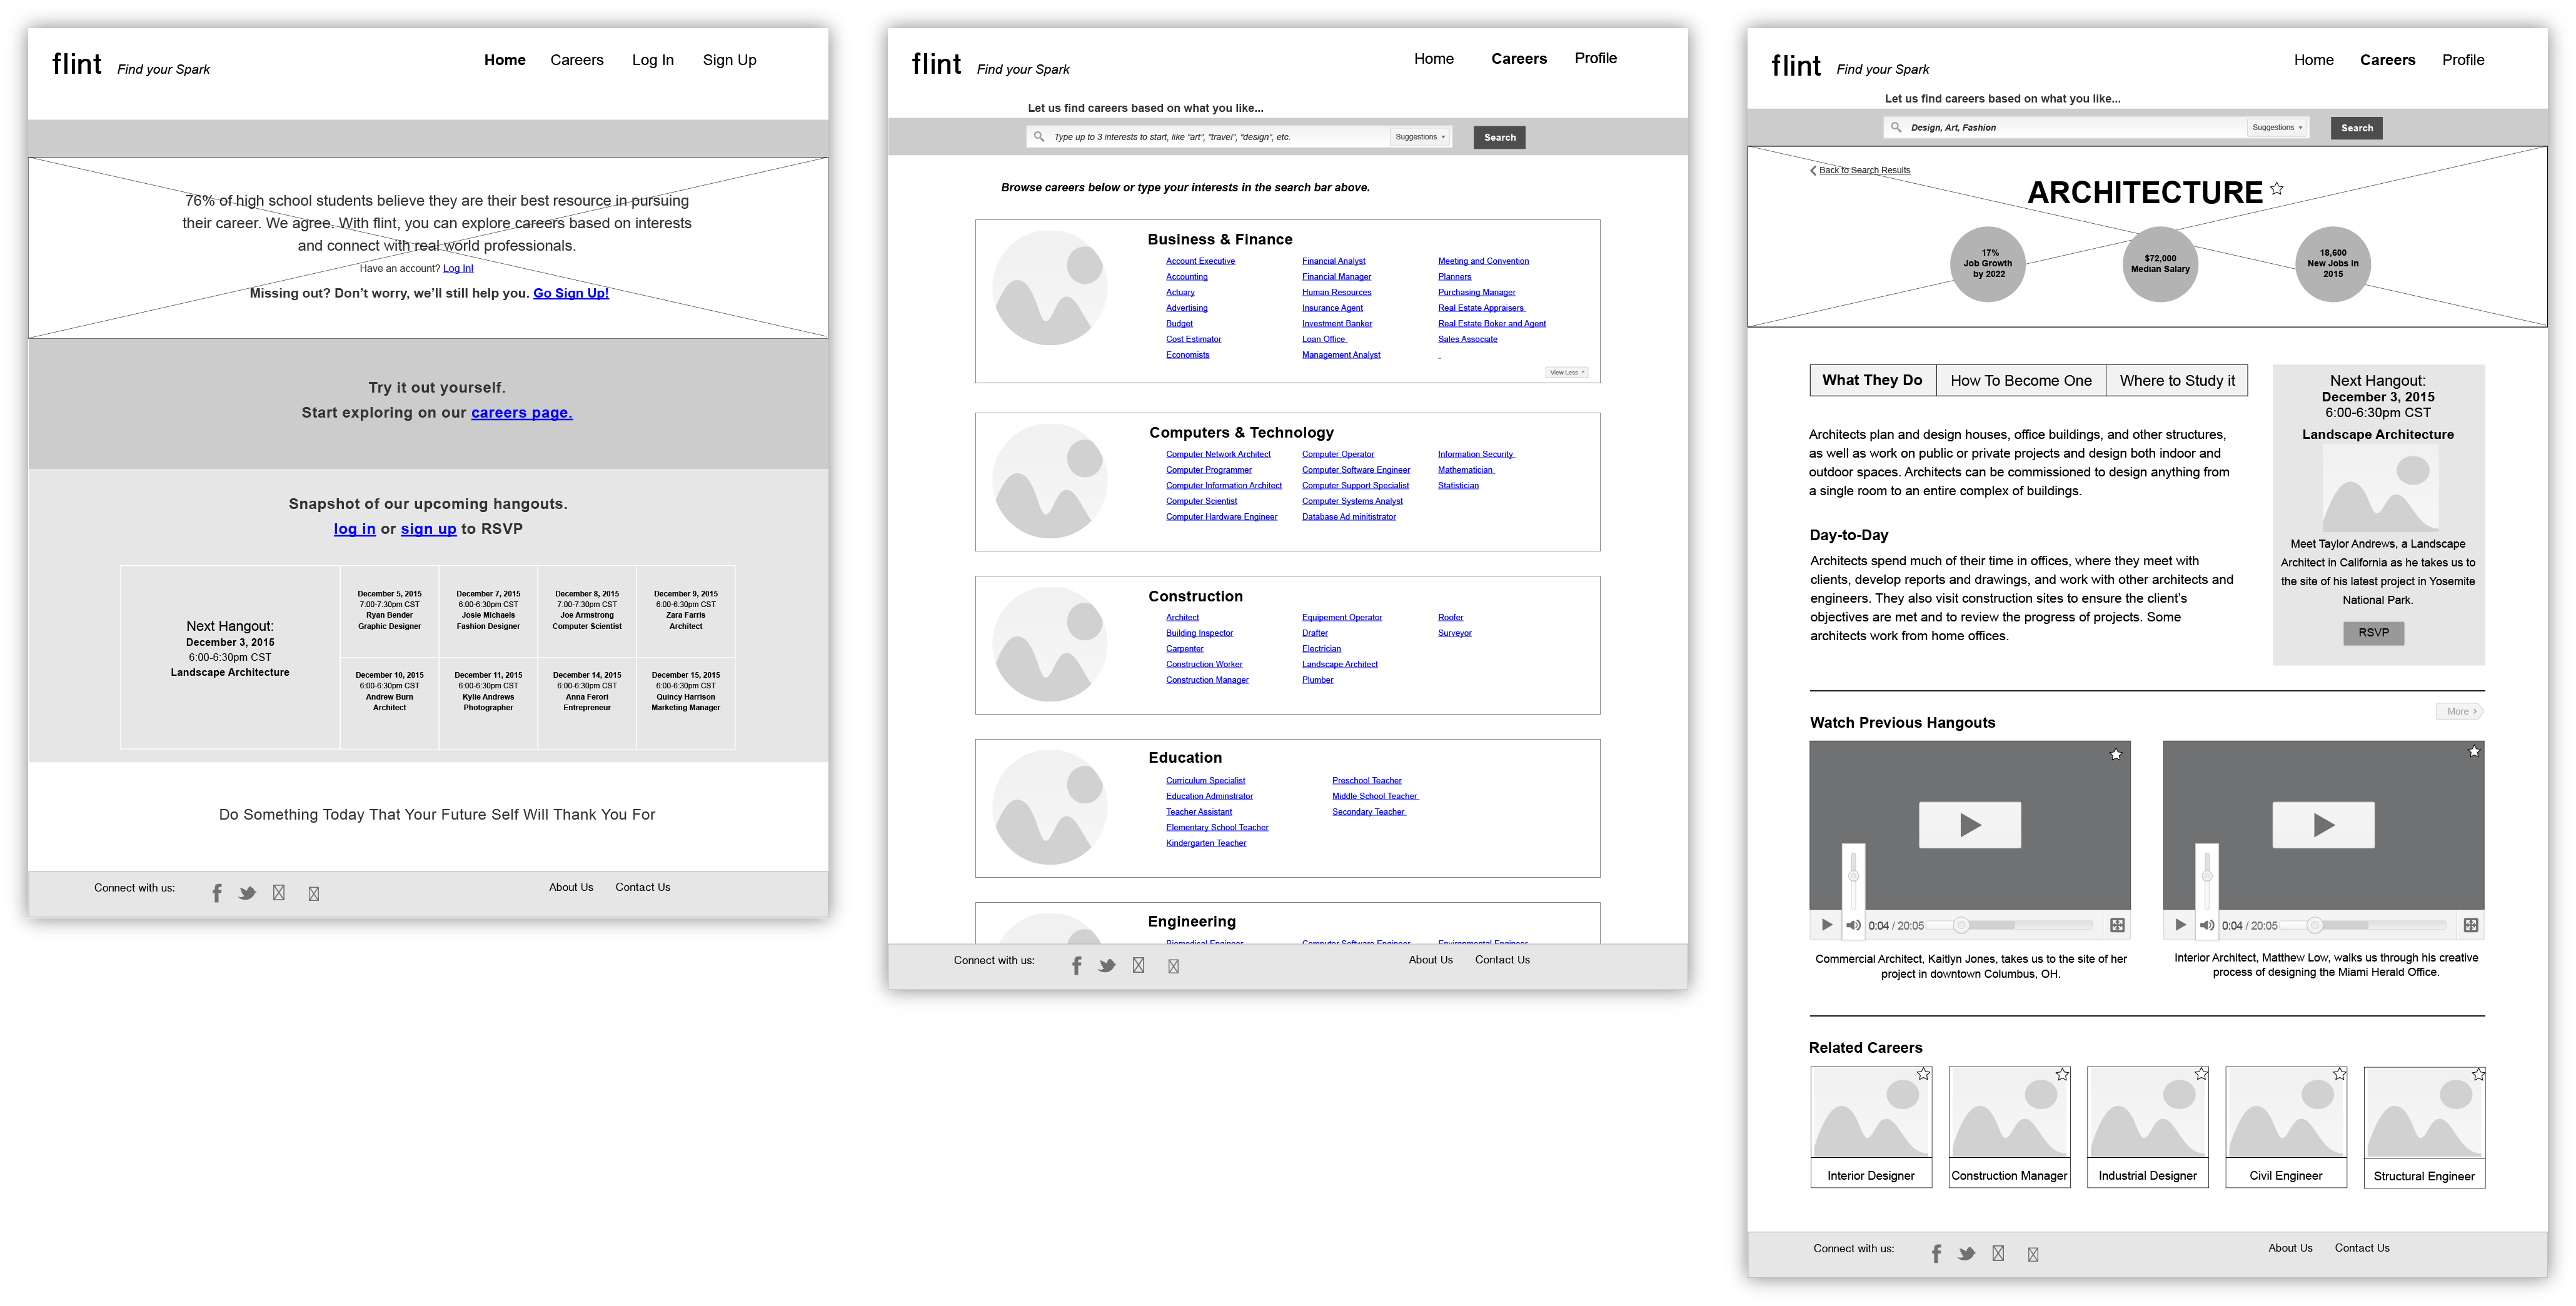 flint Find your Spark
Home Careers Log In Sign Up
76% of high school students believe they are their best resource in pursuing
their career. We agree. With flint, you can explore careers based on interests
and connect with real world professionals.
Have an account? Log In!
Missing out? Don't worry, we'll still help you. Go Sign Up!
Try it out yourself.
Start exploring on our careers page.
Snapshot of our upcoming hangouts.
log in or sign up to RSVP
Next Hangout:
December 3, 2015
6:00-6:30pm CST
Landscape Architecture
December 5, 2015
7:00-7:30pm CST
Ryan Bender
Graphic Designer
December 7, 2015
6:00-6:30pm CST
Josie Michaels
Fashion Designer
December 8, 2015
7:00-7:30pm CST
Joe Armstrong
Computer Scientist
December 9, 2015
6:00-6:30pm CST
Zara Farris
Architect
December 10, 2015
6:00-6:30pm CST
Andrew Burn
Architect
December 11, 2015
6:00-6:30pm CST
Kylie Andrews
Photographer
December 14, 2015
6:00-6:30pm CST
Anna Ferori
Entrepreneur
December 15, 2015
6:00-6:30pm CST
Quincy Harrison
Marketing Manager
Do Something Today That Your Future Self Will Thank You For
Connect with us:
About Us Contact Us
flint Find your Spark
Home Careers Profile
Let us find careers based on what you like...
Type up to 3 interests to start, like "art", "travel", "design", etc. Suggestions Search
Browse careers below or type your interests in the search bar above.
Business & Finance
Account Executive Financial Analyst Meeting and Convention
Accounting Financial Manager Planners
Actuary Human Resources Purchasing Manager
Advertising Insurance Agent Real Estate Appraisers
Budget Investment Banker Real Estate Boker and Agent
Cost Estimator Loan Office Sales Associate
Economists Management Analyst
View Less
Computers & Technology
Computer Network Architect Computer Operator Information Security
Computer Programmer Computer Software Engineer Mathematician
Computer Information Architect Computer Support Specialist Statistician
Computer Scientist Computer Systems Analyst
Computer Hardware Engineer Database Ad minitistrator
Construction
Architect Equipement Operator Roofer
Building Inspector Drafter Surveyor
Carpenter Electrician
Construction Worker Landscape Architect
Construction Manager Plumber
Education
Curriculum Specialist Preschool Teacher
Education Adminstrator Middle School Teacher
Teacher Assistant Secondary Teacher
Elementary School Teacher
Kindergarten Teacher
Engineering
Biomedical Engineer Computer Software Engineer Environmental Engineer
Connect with us:
About Us Contact Us
flint Find your Spark
Home Careers Profile
Let us find careers based on what you like...
Design, Art, Fashion Suggestions Search
Back to Search Results
ARCHITECTURE
17%
Job Growth
by 2022
$72,000
Median Salary
18,600
New Jobs in
2015
What They Do How To Become One Where to Study it
Architects plan and design houses, office buildings, and other structures,
as well as work on public or private projects and design both indoor and
outdoor spaces. Architects can be commissioned to design anything from
a single room to an entire complex of buildings.
Day-to-Day
Architects spend much of their time in offices, where they meet with
clients, develop reports and drawings, and work with other architects and
engineers. They also visit construction sites to ensure the client's
objectives are met and to review the progress of projects. Some
architects work from home offices.
Next Hangout:
December 3, 2015
6:00-6:30pm CST
Landscape Architecture
Meet Taylor Andrews, a Landscape
Architect in California as he takes us to
the site of his latest project in Yosemite
National Park.
RSVP
More
Watch Previous Hangouts
0:04 / 20:05
Commercial Architect, Kaitlyn Jones, takes us to the site of her
project in downtown Columbus, OH.
0:04 / 20:05
Interior Architect, Matthew Low, walks us through his creative
process of designing the Miami Herald Office.
Related Careers
Interior Designer Construction Manager Industrial Designer Civil Engineer Structural Engineer
Connect with us:
About Us Contact Us